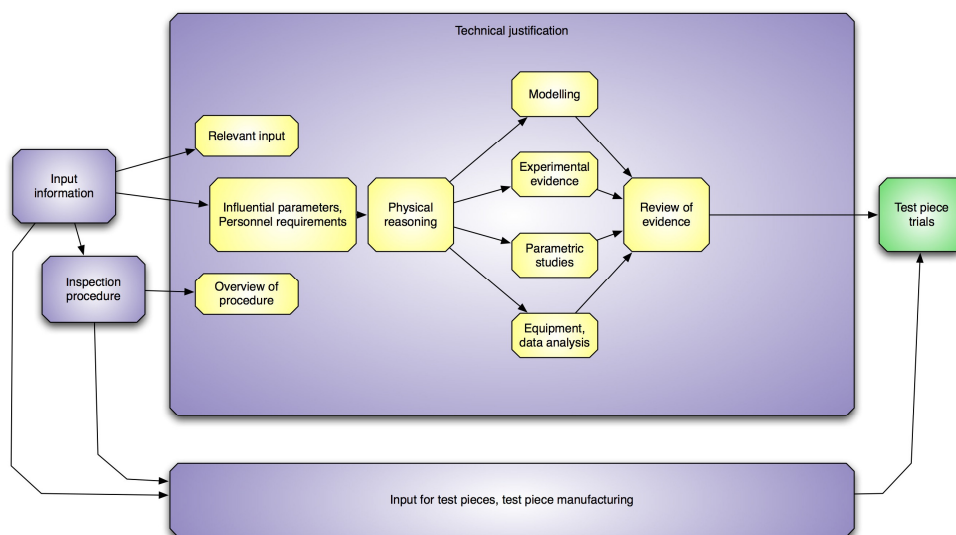 Technical justification
Modelling
Relevant input
Experimental
evidence
Input
information
Influential parameters,
Personnel requirements
Physical
reasoning
Review of
evidence
Test piece
trials
Parametric
studies
Inspection
procedure
Overview of
procedure
Equipment,
data analysis
Input for test pieces, test piece manufacturing